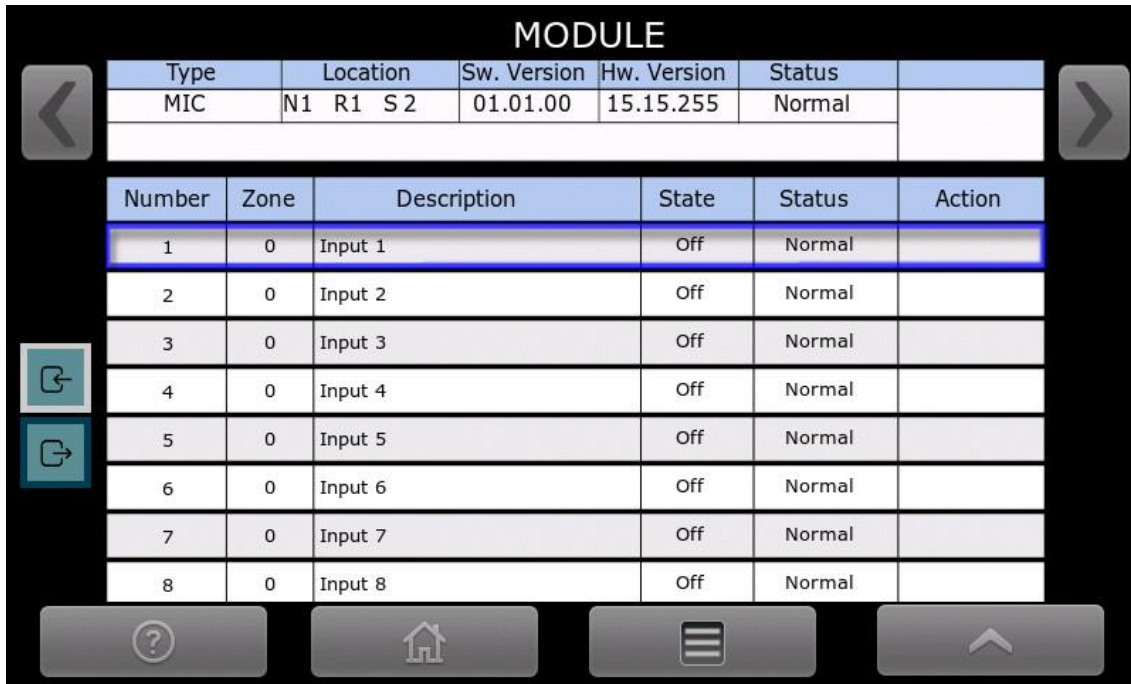 MODULE
Type Location Sw. Version Hw. Version Status
MIC N1 R1 S2 01.01.00 15.15.255 Normal
Number Zone Description State Status Action
1 0 Input 1 Off Normal
2 0 Input 2 Off Normal
3 0 Input 3 Off Normal
4 0 Input 4 Off Normal
5 0 Input 5 Off Normal
6 0 Input 6 Off Normal
7 0 Input 7 Off Normal
8 0 Input 8 Off Normal
?